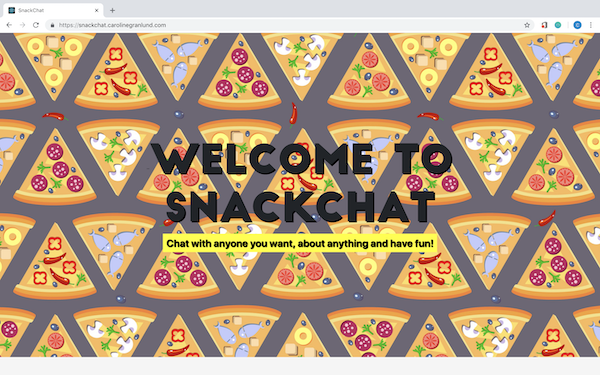 SnackChat
https://snackchat.carolinegranlund.com
WELCOME TO
SNACKCHAT
Chat with anyone you want, about anything and have fun!